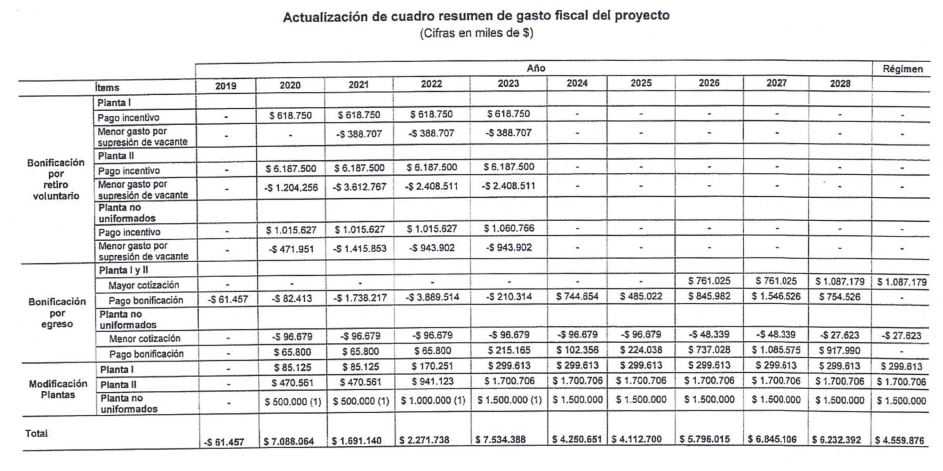 Actualización de cuadro resumen de gasto fiscal del proyecto
(Cifras en miles de $)
Año Régimen
Ítems 2019 2020 2021 2022 2023 2024 2025 2026 2027 2028
Bonificación por retiro voluntario
Planta I
Pago incentivo - $ 618.750 $ 618.750 $ 618.750 $ 618.750 - - - - - -
Menor gasto por supresión de vacante - - -$ 388.707 -$ 388.707 -$ 388.707 - - - - - -
Planta II
Pago incentivo - $ 6.187.500 $ 6.187.500 $ 6.187.500 $ 6.187.500 - - - - - -
Menor gasto por supresión de vacante - -$ 1.204.256 -$ 3.612.767 -$ 2.408.511 -$ 2.408.511 - - - - - -
Planta no uniformados
Pago incentivo - $ 1.015.627 $ 1.015.627 $ 1.015.627 $ 1.060.766 - - - - - -
Menor gasto por supresión de vacante - -$ 471.951 -$ 1.415.853 -$ 943.902 -$ 943.902 - - - - - -
Bonificación por egreso
Planta I y II
Mayor cotización - - - - - - - $ 761.025 $ 761.025 $ 1.087.179 $ 1.087.179
Pago bonificación -$ 61.457 -$ 82.413 -$ 1.738.217 -$ 3.889.514 -$ 210.314 $ 744.654 $ 485.022 $ 845.982 $ 1.546.526 $ 754.526 -
Planta no uniformados
Menor cotización - -$ 96.679 -$ 96.679 -$ 96.679 -$ 96.679 -$ 96.679 -$ 96.679 -$ 48.339 -$ 48.339 -$ 27.623 -$ 27.623
Pago bonificación - $ 65.800 $ 65.800 $ 65.800 $ 215.165 $ 102.356 $ 224.038 $ 737.028 $ 1.085.575 $ 917.990 -
Modificación Plantas
Planta I - $ 85.125 $ 85.125 $ 170.251 $ 299.613 $ 299.613 $ 299.613 $ 299.613 $ 299.613 $ 299.613 $ 299.613
Planta II - $ 470.561 $ 470.561 $ 941.123 $ 1.700.706 $ 1.700.706 $ 1.700.706 $ 1.700.706 $ 1.700.706 $ 1.700.706 $ 1.700.706
Planta no uniformados - $ 500.000 (1) $ 500.000 (1) $ 1.000.000 (1) $ 1.500.000 (1) $ 1.500.000 $ 1.500.000 $ 1.500.000 $ 1.500.000 $ 1.500.000 $ 1.500.000
Total -$ 61.457 $ 7.088.064 $ 1.691.140 $ 2.271.738 $ 7.534.388 $ 4.250.651 $ 4.112.700 $ 5.796.015 $ 6.845.106 $ 6.232.392 $ 4.559.876